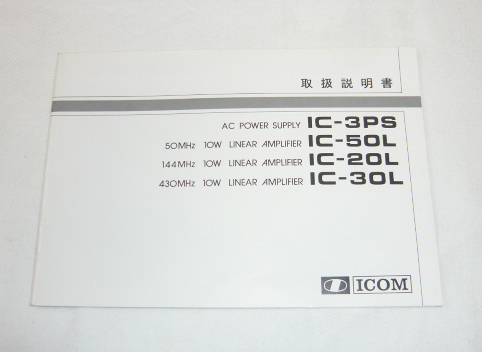 取扱説明書
AC POWER SUPPLY IC-3PS
50MHz 10W LINEAR AMPLIFIER IC-50L
144MHz 10W LINEAR AMPLIFIER IC-20L
430MHz 10W LINEAR AMPLIFIER IC-30L
ICOM